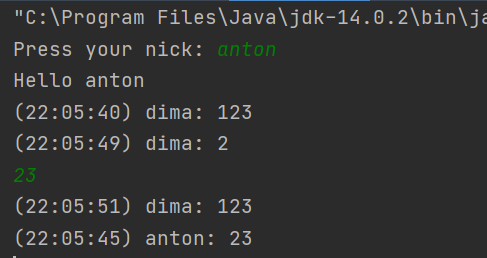 "C:\Program Files\Java\jdk-14.0.2\bin\ja
Press your nick: anton
Hello anton
(22:05:40) dima: 123
(22:05:49) dima: 2
23
(22:05:51) dima: 123
(22:05:45) anton: 23